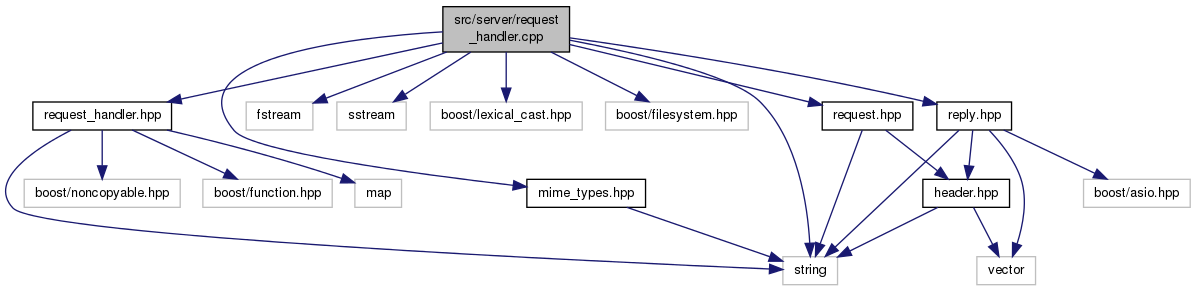 src/server/request
_handler.cpp
request_handler.hpp
fstream
sstream
boost/lexical_cast.hpp
boost/filesystem.hpp
request.hpp
reply.hpp
boost/noncopyable.hpp
boost/function.hpp
map
mime_types.hpp
header.hpp
boost/asio.hpp
string
vector